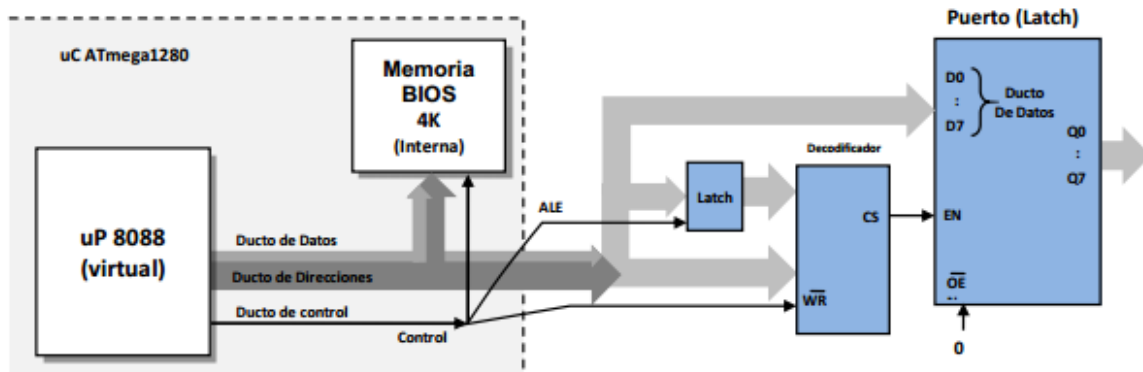 Puerto (Latch)
uC ATmega1280
Memoria
BIOS
4K
(Interna)
D0
:
D7
Ducto
De Datos
Q0
:
Q7
Decodificador
uP 8088
(virtual)
Latch
ALE
CS
EN
Ducto de Datos
Ducto de Direcciones
Ducto de control
Control
WR
OE
0